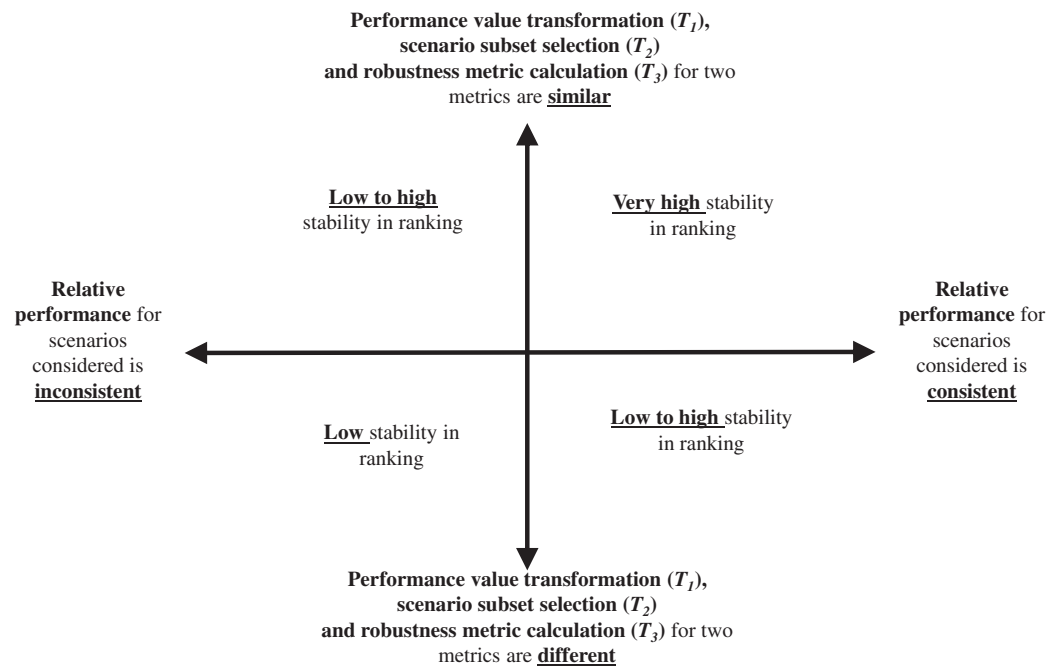 Performance value transformation (T1),
scenario subset selection (T2)
and robustness metric calculation (T3) for two
metrics are similar
Low to high
stability in ranking
Very high stability
in ranking
Relative
performance for
scenarios
considered is
inconsistent
Relative
performance for
scenarios
considered is
consistent
Low stability in
ranking
Low to high stability
in ranking
Performance value transformation (T1),
scenario subset selection (T2)
and robustness metric calculation (T3) for two
metrics are different